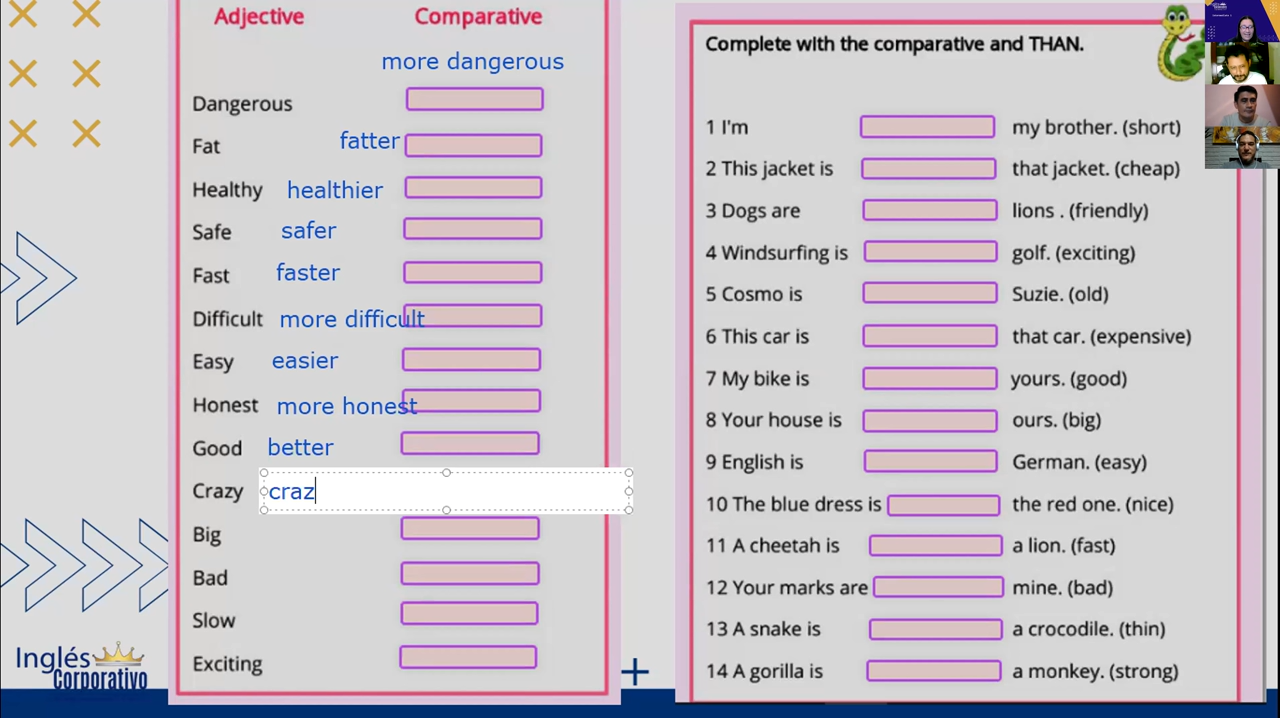 Adjective Comparative
more dangerous
Dangerous
Fat fatter
Healthy healthier
Safe safer
Fast faster
Difficult more difficult
Easy easier
Honest more honest
Good better
Crazy craz
Big
Bad
Slow
Exciting
Inglés
Corporativo
Complete with the comparative and THAN.
1 I'm my brother. (short)
2 This jacket is that jacket. (cheap)
3 Dogs are lions . (friendly)
4 Windsurfing is golf. (exciting)
5 Cosmo is Suzie. (old)
6 This car is that car. (expensive)
7 My bike is yours. (good)
8 Your house is ours. (big)
9 English is German. (easy)
10 The blue dress is the red one. (nice)
11 A cheetah is a lion. (fast)
12 Your marks are mine. (bad)
13 A snake is a crocodile. (thin)
14 A gorilla is a monkey. (strong)